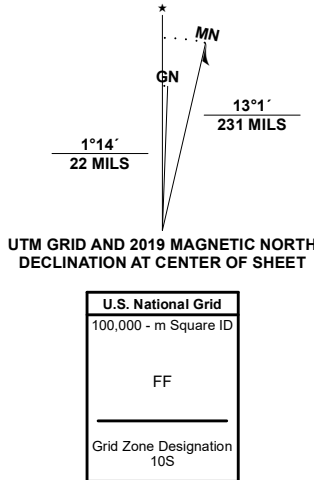 ★
MN
GN
13°1´
231 MILS
1°14´
22 MILS
UTM GRID AND 2019 MAGNETIC NORTH
DECLINATION AT CENTER OF SHEET
U.S. National Grid
100,000 - m Square ID
FF
Grid Zone Designation
10S